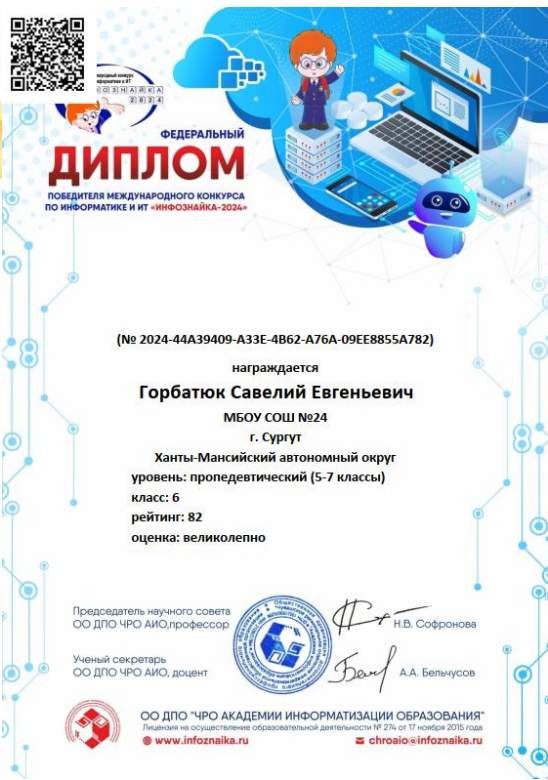 ИНФОЗНАЙКА
2024
ФЕДЕРАЛЬНЫЙ
ДИПЛОМ
ПОБЕДИТЕЛЯ МЕЖДУНАРОДНОГО КОНКУРСА
ПО ИНФОРМАТИКЕ И ИТ «ИНФОЗНАЙКА-2024»
(№ 2024-44A39409-A33E-4B62-A76A-09EE8855A782)
награждается
Горбатюк Савелий Евгеньевич
МБОУ СОШ №24
г. Сургут
Ханты-Мансийский автономный округ
уровень: пропедевтический (5-7 классы)
класс: 6
рейтинг: 82
оценка: великолепно
Председатель научного совета
ОО ДПО ЧРО АИО,профессор
Н.В. Софронова
Ученый секретарь
ОО ДПО ЧРО АИО, доцент
А.А. Бельчусов
ОО ДПО "ЧРО АКАДЕМИИ ИНФОРМАТИЗАЦИИ ОБРАЗОВАНИЯ"
Лицензия на осуществление образовательной деятельности № 274 от 17 ноября 2015 года
www.infoznaika.ru
chroaio@infoznaika.ru